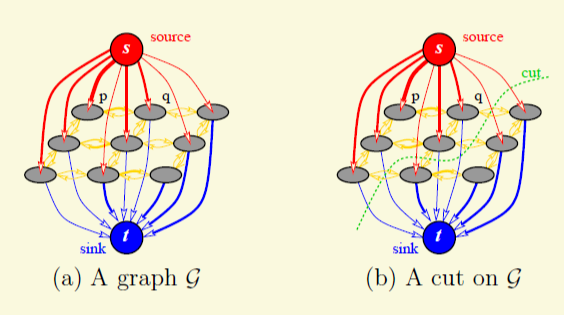 s
source
p
q
t
sink
(a) A graph 𝒢
s
source
cut
p
q
t
sink
(b) A cut on 𝒢